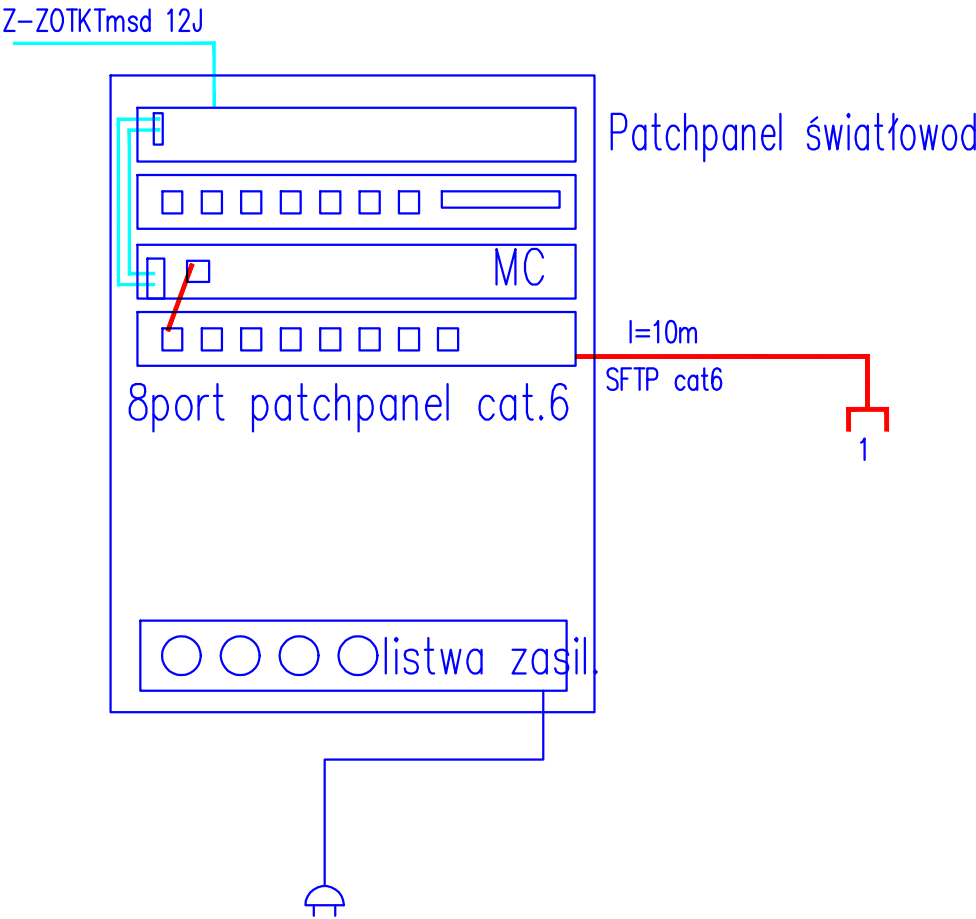 Z-ZOTKTmsd 12J
Patchpanel światłowod
MC
l=10m
SFTP cat6
8port patchpanel cat.6
1
listwa zasil.